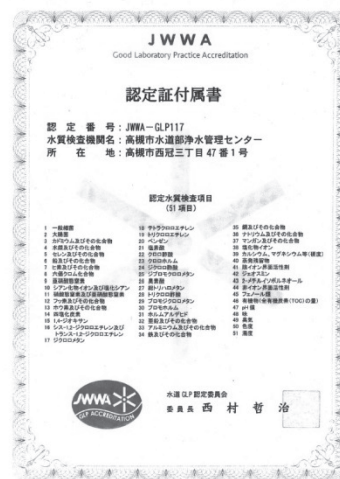 JWWA
Good Laboratory Practice Accreditation
認定証付属書
認 定 番 号：JWWA－GLP117
水質検査機関名：高槻市水道部浄水管理センター
所 在 地：高槻市西冠三丁目47番1号
認定水質検査項目
(51 項目)
1 一般細菌
2 大腸菌
3 カドミウム及びその化合物
4 水銀及びその化合物
5 セレン及びその化合物
6 鉛及びその化合物
7 ヒ素及びその化合物
8 六価クロム化合物
9 亜硝酸態窒素
10 シアン化物イオン及び塩化シアン
11 硝酸態窒素及び亜硝酸態窒素
12 フッ素及びその化合物
13 ホウ素及びその化合物
14 四塩化炭素
15 1,4-ジオキサン
16 シス-1,2-ジクロロエチレン及び
トランス-1,2-ジクロロエチレン
17 ジクロロメタン
18 テトラクロロエチレン
19 トリクロロエチレン
20 ベンゼン
21 塩素酸
22 クロロ酢酸
23 クロロホルム
24 ジクロロ酢酸
25 ジブロモクロロメタン
26 臭素酸
27 総トリハロメタン
28 トリクロロ酢酸
29 ブロモジクロロメタン
30 ブロモホルム
31 ホルムアルデヒド
32 亜鉛及びその化合物
33 アルミニウム及びその化合物
34 鉄及びその化合物
35 銅及びその化合物
36 ナトリウム及びその化合物
37 マンガン及びその化合物
38 塩化物イオン
39 カルシウム、マグネシウム等(硬度)
40 蒸発残留物
41 陰イオン界面活性剤
42 ジェオスミン
43 2-メチルイソボルネオール
44 非イオン界面活性剤
45 フェノール類
46 有機物(全有機炭素(TOC)の量)
47 pH値
48 味
49 臭気
50 色度
51 濁度
JWWA
GLP ACCREDITATION
水道 GLP 認定委員会
委員長 西村哲治